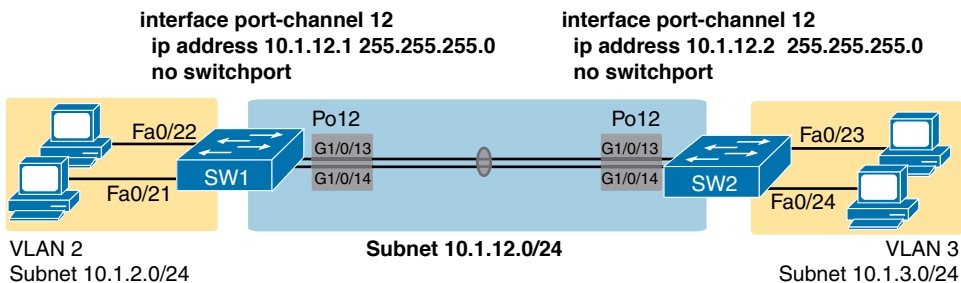 interface port-channel 12
ip address 10.1.12.1 255.255.255.0
no switchport
interface port-channel 12
ip address 10.1.12.2 255.255.255.0
no switchport
Fa0/22
Fa0/21
SW1
Po12
G1/0/13
G1/0/14
Po12
G1/0/13
G1/0/14
SW2
Fa0/23
Fa0/24
VLAN 2
Subnet 10.1.2.0/24
Subnet 10.1.12.0/24
VLAN 3
Subnet 10.1.3.0/24